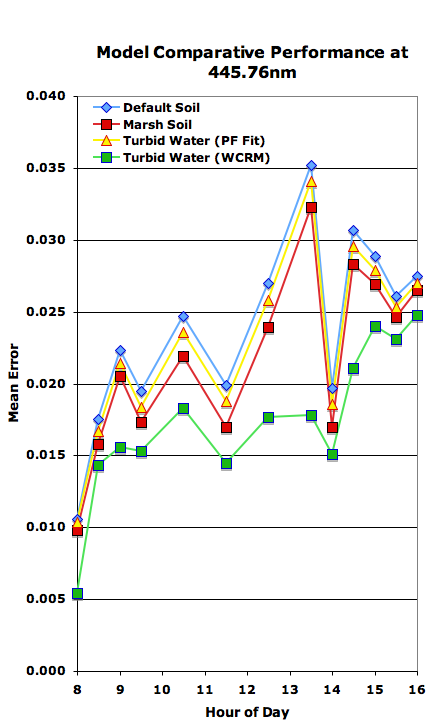 Model Comparative Performance at
445.76nm
Default Soil
Marsh Soil
Turbid Water (PF Fit)
Turbid Water (WCRM)
0.040
0.035
0.030
0.025
0.020
0.015
0.010
0.005
0.000
Mean Error
8 9 10 11 12 13 14 15 16
Hour of Day